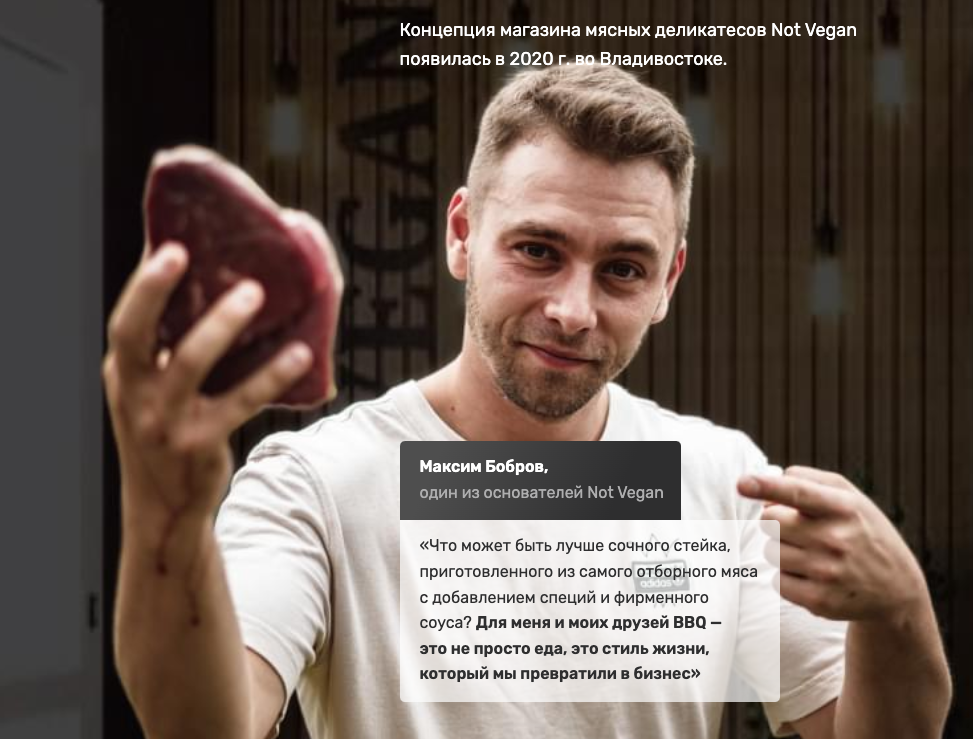 Концепция магазина мясных деликатесов Not Vegan
появилась в 2020 г. во Владивостоке.
VEGAN
Максим Бобров,
один из основателей Not Vegan
«Что может быть лучше сочного стейка,
приготовленного из самого отборного мяса
adidas
с добавлением специй и фирменного
соуса? Для меня и моих друзей BBQ —
это не просто еда, это стиль жизни,
который мы превратили в бизнес»